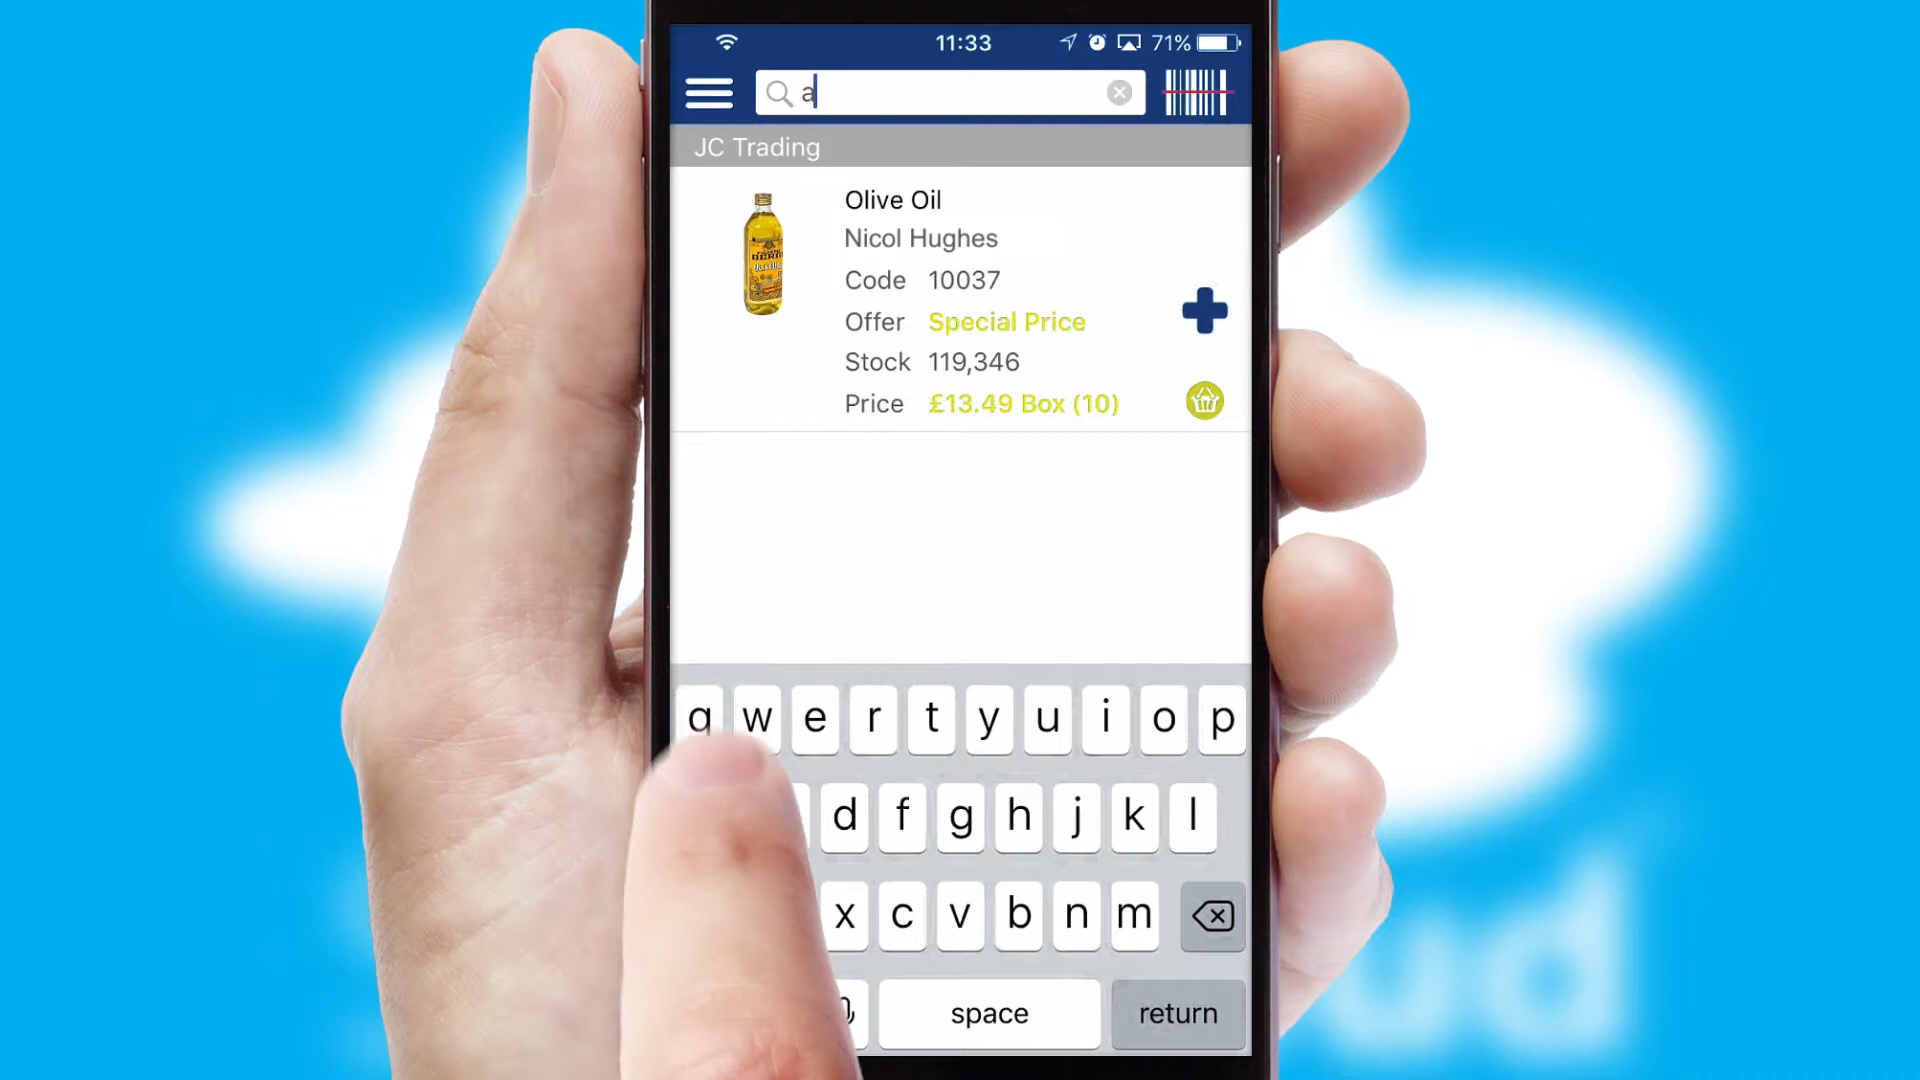 11:33
71%
a
JC Trading
Olive Oil
Nicol Hughes
Code 10037
Offer Special Price
Stock 119,346
Price £13.49 Box (10)
q w e r t y u i o p
d f g h j k l
x c v b n m
space return
ud